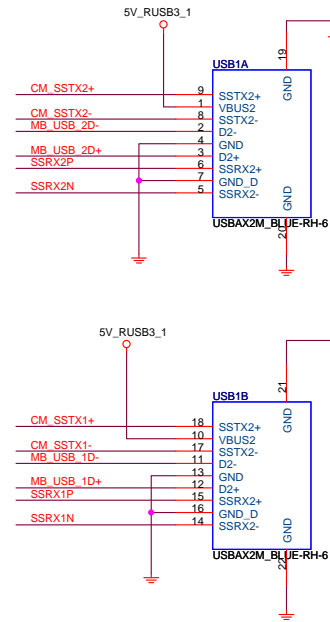 5V_RUSB3_1
19
USB1A
CM_SSTX2+ 9 SSTX2+ GND
1 VBUS2
CM_SSTX2- 8 SSTX2-
MB_USB_2D- 2 D2-
4 GND
MB_USB_2D+ 3 D2+
SSRX2P 6 SSRX2+
7 GND_D
SSRX2N 5 SSRX2- GND
USBAX2M_BLUE-RH-6
20
5V_RUSB3_1
21
USB1B
CM_SSTX1+ 18 SSTX2+ GND
10 VBUS2
CM_SSTX1- 17 SSTX2-
MB_USB_1D- 11 D2-
13 GND
MB_USB_1D+ 12 D2+
SSRX1P 15 SSRX2+
16 GND_D
SSRX1N 14 SSRX2- GND
USBAX2M_BLUE-RH-6
22